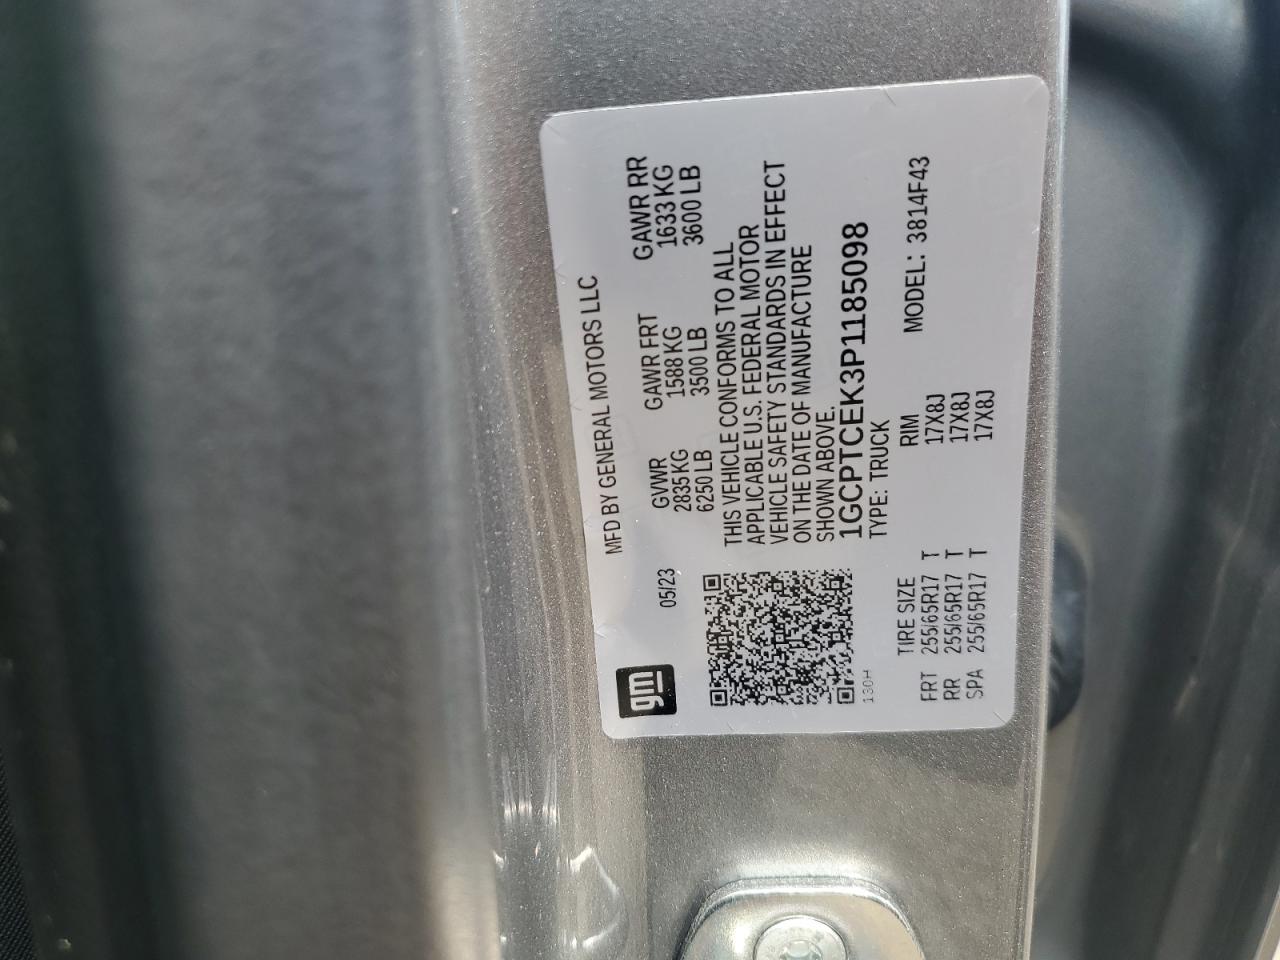 gm
MFD BY GENERAL MOTORS LLC
05/23
GVWR GAWR FRT GAWR RR
2835 KG 1588 KG 1633 KG
6250 LB 3500 LB 3600 LB
THIS VEHICLE CONFORMS TO ALL
APPLICABLE U.S. FEDERAL MOTOR
VEHICLE SAFETY STANDARDS IN EFFECT
ON THE DATE OF MANUFACTURE
SHOWN ABOVE.
1GCPTCEK3P1185098
130H
TYPE: TRUCK
MODEL: 3814F43
TIRE SIZE RIM
FRT 255/65R17 T 17X8J
RR 255/65R17 T 17X8J
SPA 255/65R17 T 17X8J